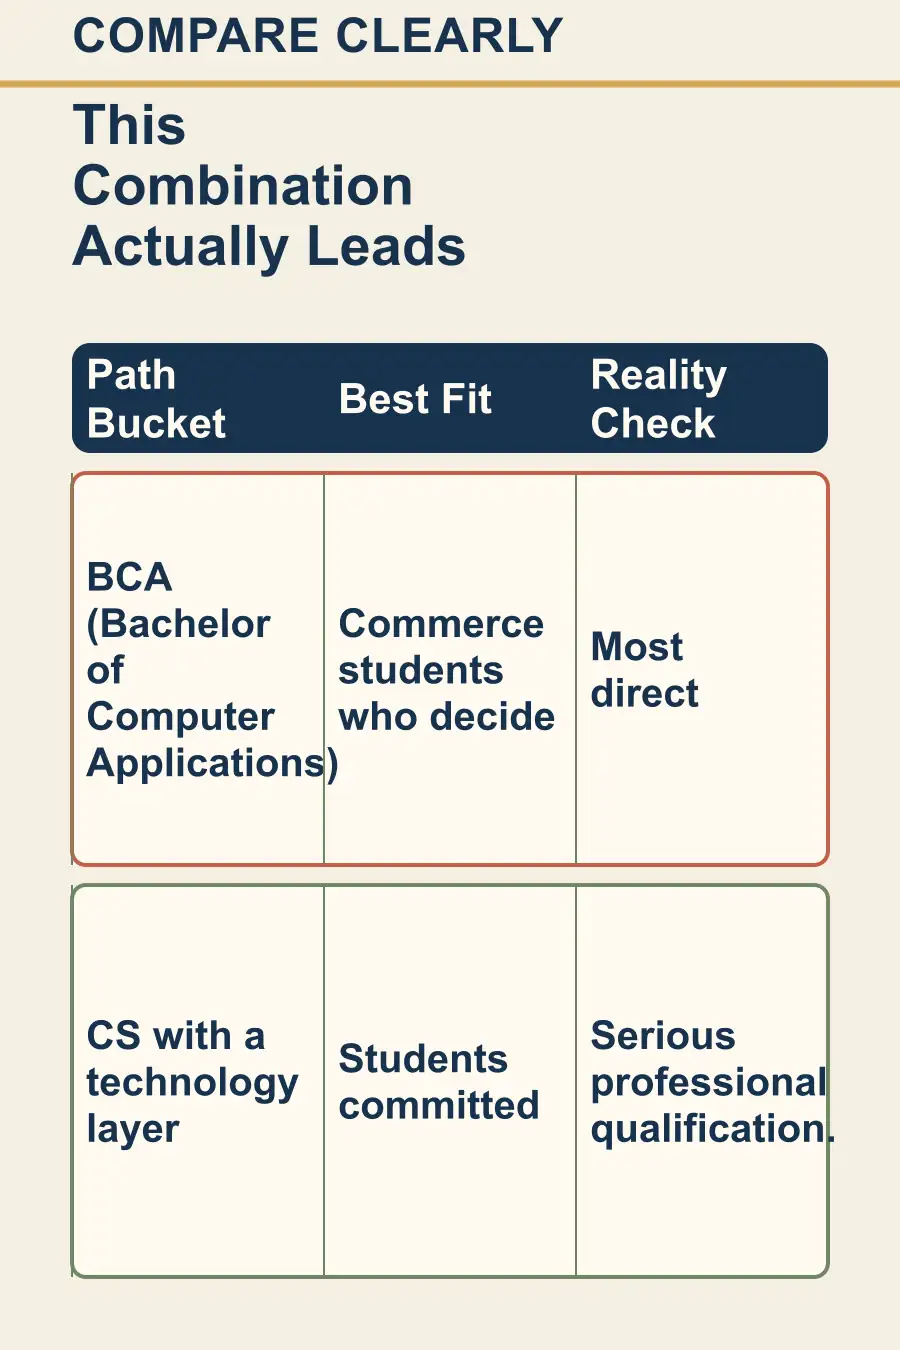 COMPARE CLEARLY
This
Combination
Actually Leads
Path
Bucket
Best Fit
Reality
Check
BCA
(Bachelor
of
Computer
Applications)
Commerce
students
who decide
Most
direct
CS with a
technology
layer
Students
committed
Serious
professional
qualification.